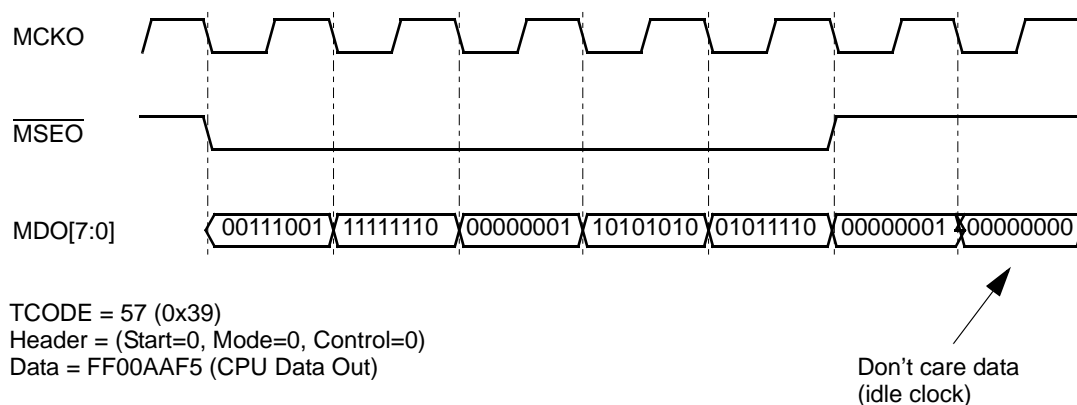 MCKO
MSEO
MDO[7:0]
00111001 11111110 00000001 10101010 01011110 00000001 00000000
TCODE = 57 (0x39)
Header = (Start=0, Mode=0, Control=0)
Data = FF00AAF5 (CPU Data Out)
Don't care data
(idle clock)